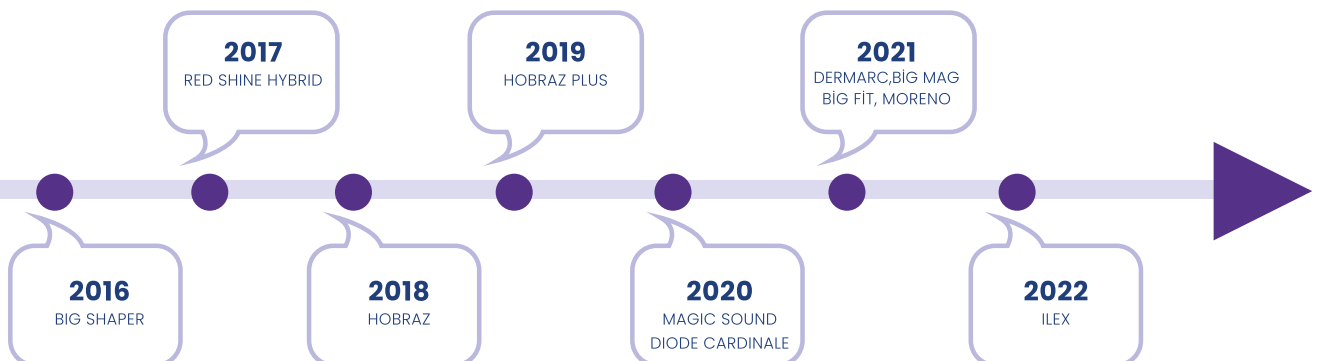 2017
RED SHINE HYBRID
2019
HOBRAZ PLUS
2021
DERMARC,BİG MAG
BİG FİT, MORENO
2016
BIG SHAPER
2018
HOBRAZ
2020
MAGIC SOUND
DIODE CARDINALE
2022
ILEX